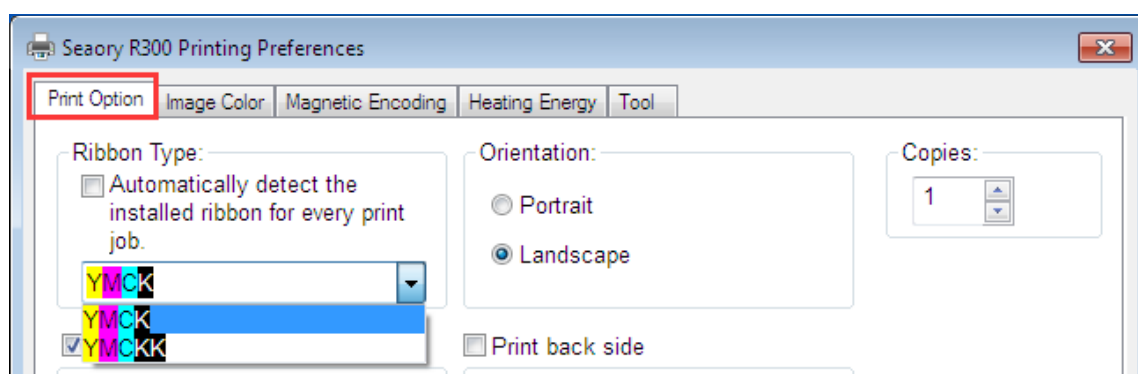 Seaory R300 Printing Preferences
Print Option
Image Color
Magnetic Encoding
Heating Energy
Tool
Ribbon Type:
Automatically detect the
installed ribbon for every print
job.
YMCK
YMCK
YMCKK
Orientation:
Portrait
Landscape
Print back side
Copies:
1